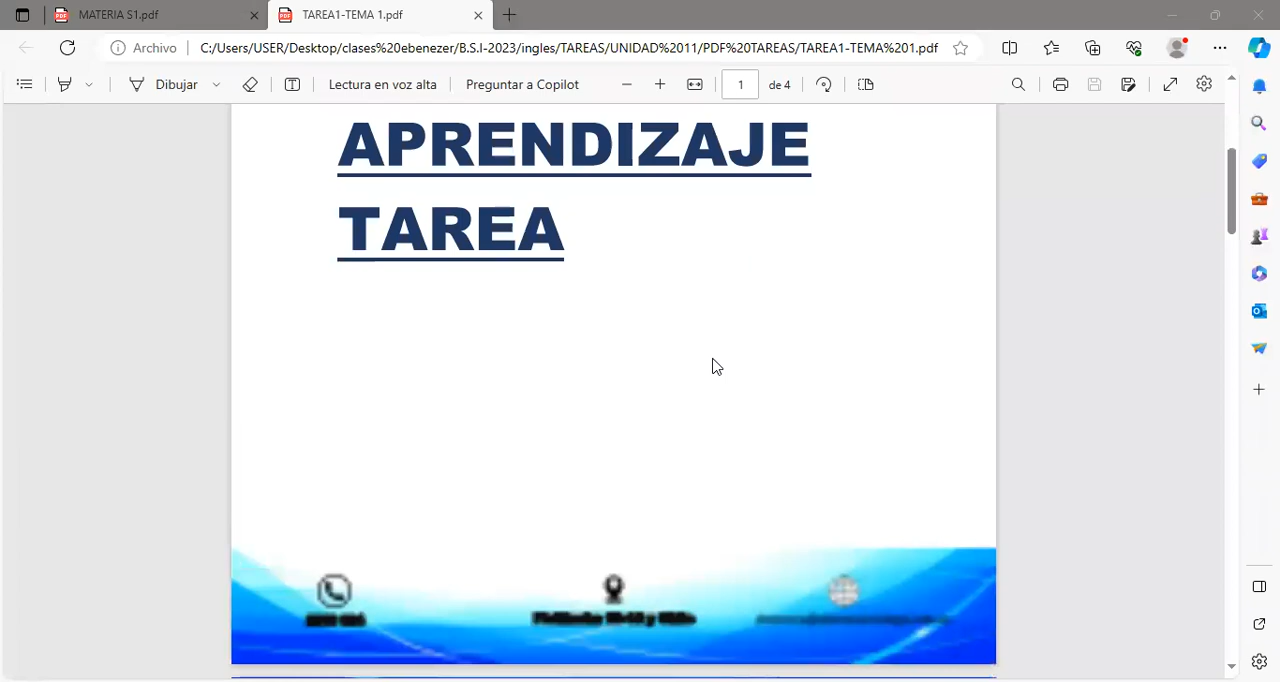 MATERIA S1.pdf
TAREA1-TEMA 1.pdf
Archivo
C:/Users/USER/Desktop/clases%20ebenezer/B.S.I-2023/ingles/TAREAS/UNIDAD%2011/PDF%20TAREAS/TAREA1-TEMA%201.pdf
Dibujar
Lectura en voz alta
Preguntar a Copilot
1
de 4
APRENDIZAJE
TAREA